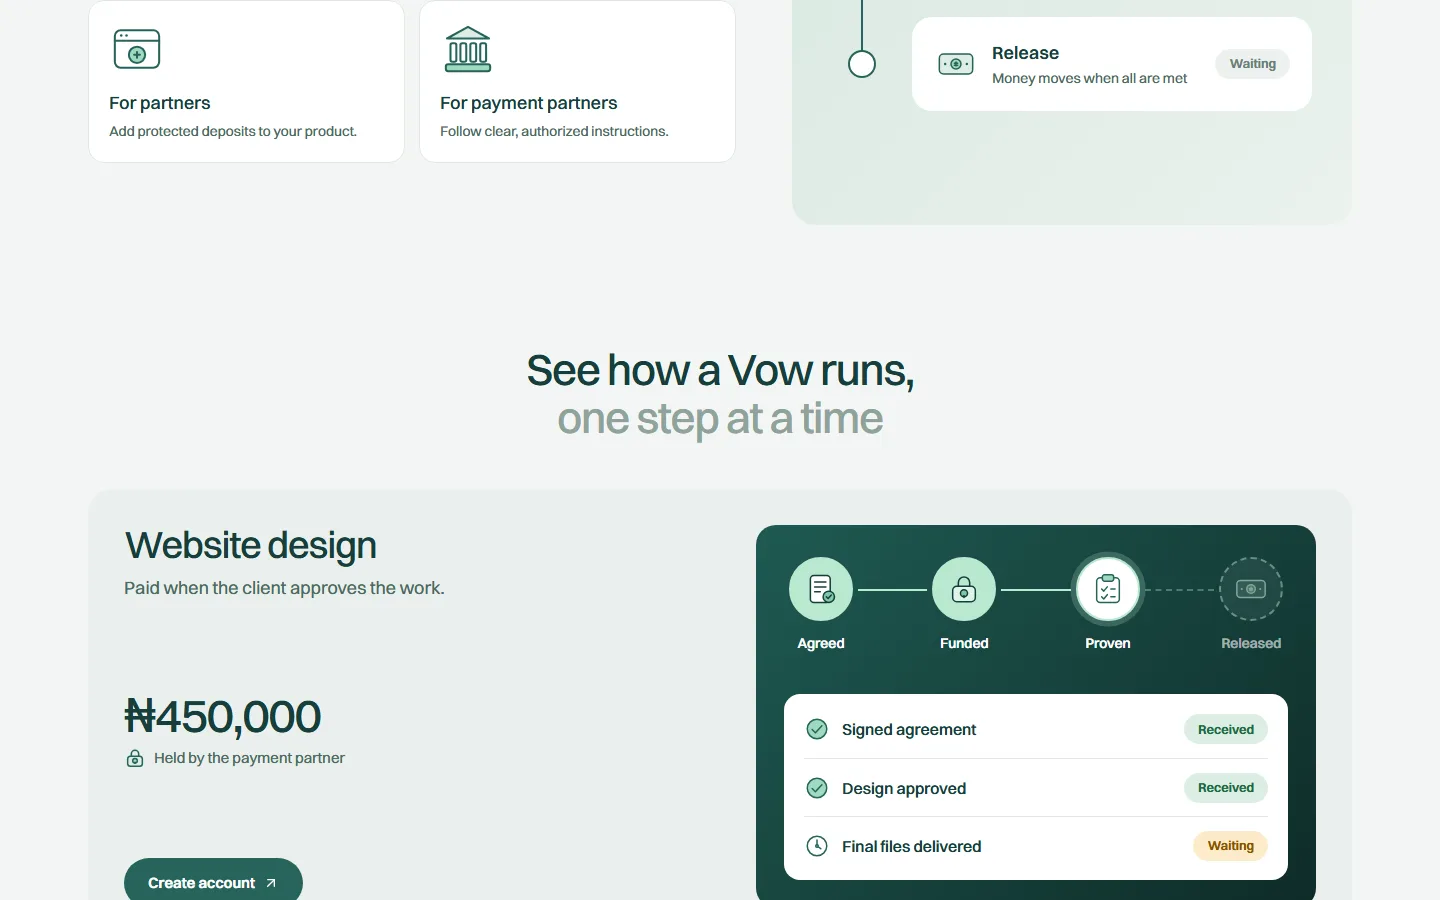 For partners
Add protected deposits to your product.
For payment partners
Follow clear, authorized instructions.
Release
Money moves when all are met
Waiting
See how a Vow runs,
one step at a time
Website design
Paid when the client approves the work.
₦450,000
Held by the payment partner
Create account
Agreed
Funded
Proven
Released
Signed agreement
Received
Design approved
Received
Final files delivered
Waiting